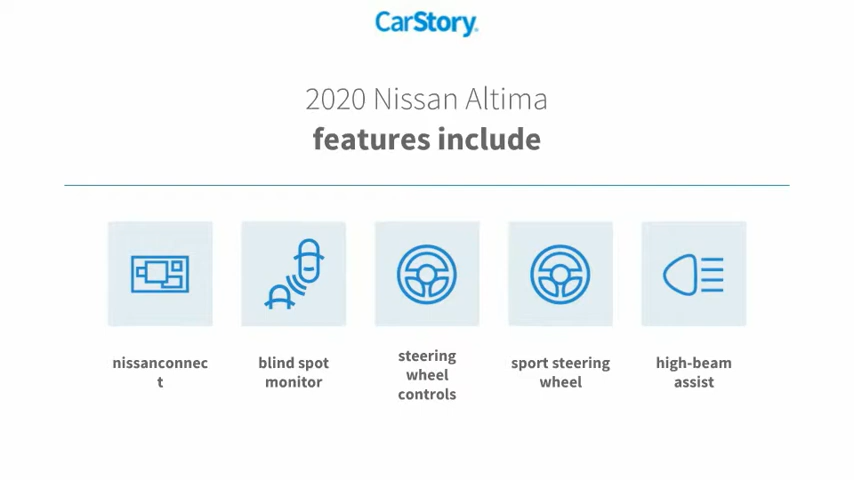 CarStory
2020 Nissan Altima
features include
nissanconnec
t
blind spot
monitor
steering
wheel
controls
sport steering
wheel
high-beam
assist